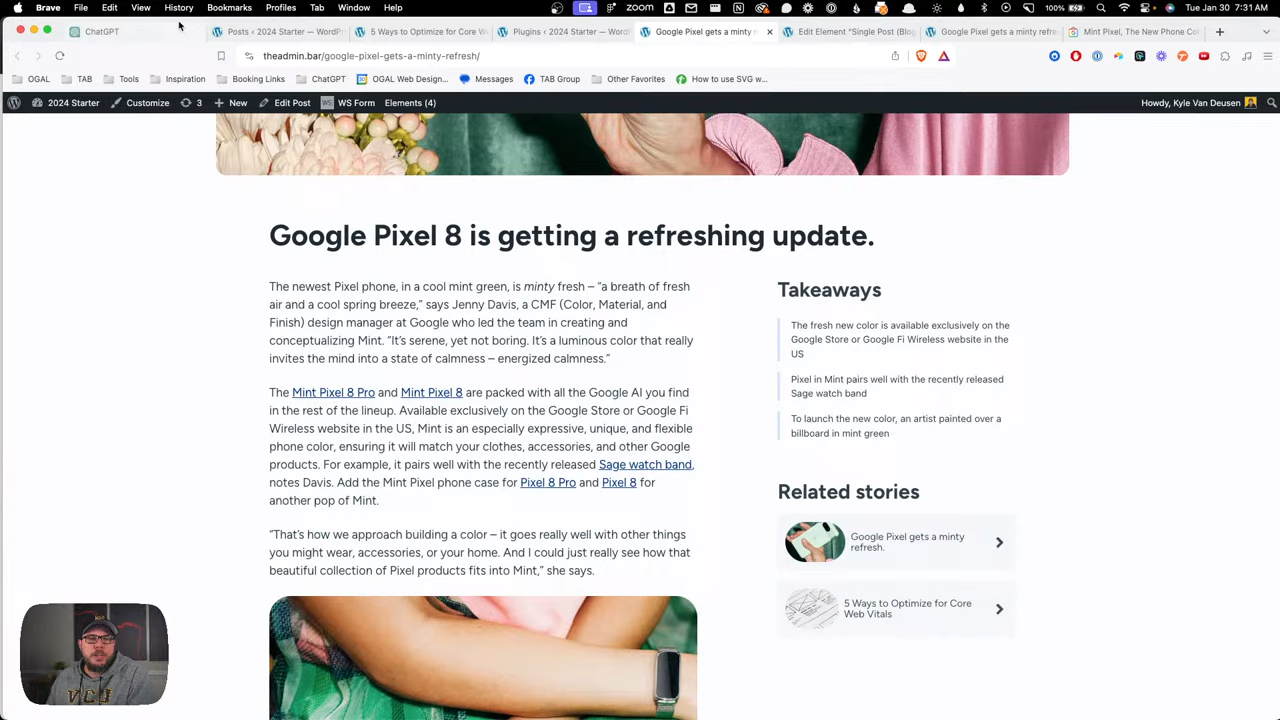 Brave File Edit View History Bookmarks Profiles Tab Window Help
zoom 100% Tue Jan 30 7:31 AM
ChatGPT
Posts ‹ 2024 Starter — WordPr
5 Ways to Optimize for Core W
Plugins ‹ 2024 Starter — Word
Google Pixel gets a minty r
Edit Element “Single Post (Blog
Google Pixel gets a minty refre
Mint Pixel, The New Phone Co
theadmin.bar/google-pixel-gets-a-minty-refresh/
OGAL TAB Tools Inspiration Booking Links ChatGPT OGAL Web Design... Messages TAB Group Other Favorites How to use SVG w...
2024 Starter Customize 3 New Edit Post WS Form Elements (4) Howdy, Kyle Van Deusen
Google Pixel 8 is getting a refreshing update.
The newest Pixel phone, in a cool mint green, is minty fresh – “a breath of fresh
air and a cool spring breeze,” says Jenny Davis, a CMF (Color, Material, and
Finish) design manager at Google who led the team in creating and
conceptualizing Mint. “It’s serene, yet not boring. It’s a luminous color that really
invites the mind into a state of calmness – energized calmness.”
The Mint Pixel 8 Pro and Mint Pixel 8 are packed with all the Google AI you find
in the rest of the lineup. Available exclusively on the Google Store or Google Fi
Wireless website in the US, Mint is an especially expressive, unique, and flexible
phone color, ensuring it will match your clothes, accessories, and other Google
products. For example, it pairs well with the recently released Sage watch band,
notes Davis. Add the Mint Pixel phone case for Pixel 8 Pro and Pixel 8 for
another pop of Mint.
“That’s how we approach building a color – it goes really well with other things
you might wear, accessories, or your home. And I could just really see how that
beautiful collection of Pixel products fits into Mint,” she says.
Takeaways
The fresh new color is available exclusively on the
Google Store or Google Fi Wireless website in the
US
Pixel in Mint pairs well with the recently released
Sage watch band
To launch the new color, an artist painted over a
billboard in mint green
Related stories
Google Pixel gets a minty
refresh.
5 Ways to Optimize for Core
Web Vitals